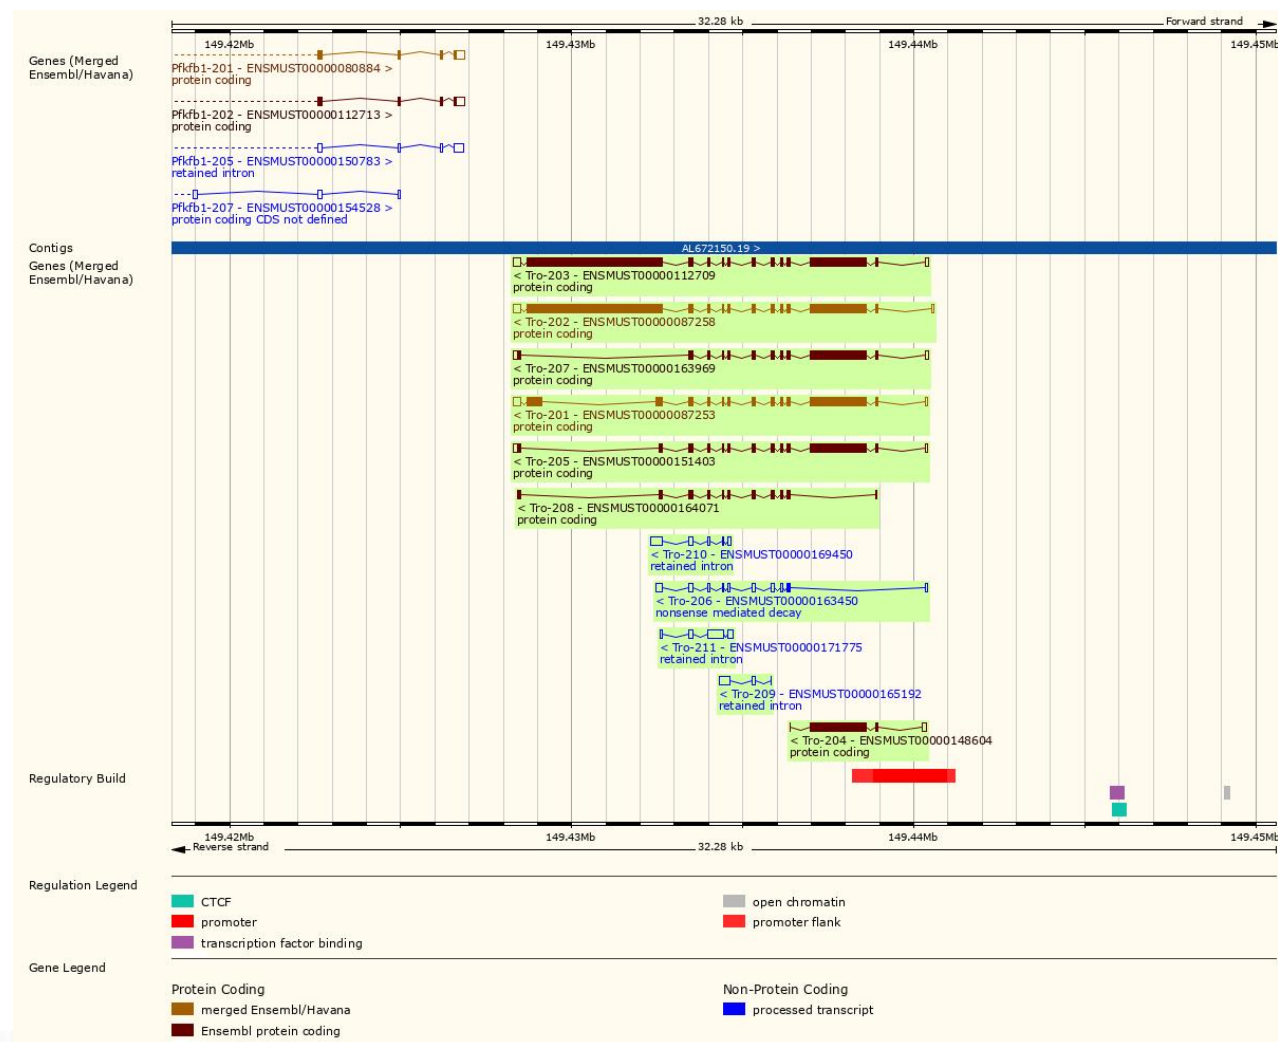 32.28 kb
Forward strand
149.42Mb 149.43Mb 149.44Mb 149.45Mb
Genes (Merged
Ensembl/Havana)
Pfkfb1-201 - ENSMUST00000080884 >
protein coding
Pfkfb1-202 - ENSMUST00000112713 >
protein coding
Pfkfb1-205 - ENSMUST00000150783 >
retained intron
Pfkfb1-207 - ENSMUST00000154528 >
protein coding CDS not defined
Contigs
AL672150.19 >
Genes (Merged
Ensembl/Havana)
< Tro-203 - ENSMUST00000112709
protein coding
< Tro-202 - ENSMUST00000087258
protein coding
< Tro-207 - ENSMUST00000163969
protein coding
< Tro-201 - ENSMUST00000087253
protein coding
< Tro-205 - ENSMUST00000151403
protein coding
< Tro-208 - ENSMUST00000164071
protein coding
< Tro-210 - ENSMUST00000169450
retained intron
< Tro-206 - ENSMUST00000163450
nonsense mediated decay
< Tro-211 - ENSMUST00000171775
retained intron
< Tro-209 - ENSMUST00000165192
retained intron
< Tro-204 - ENSMUST00000148604
protein coding
Regulatory Build
149.42Mb 149.43Mb 149.44Mb 149.45Mb
Reverse strand
32.28 kb
Regulation Legend
CTCF
open chromatin
promoter
promoter flank
transcription factor binding
Gene Legend
Protein Coding
Non-Protein Coding
merged Ensembl/Havana
processed transcript
Ensembl protein coding